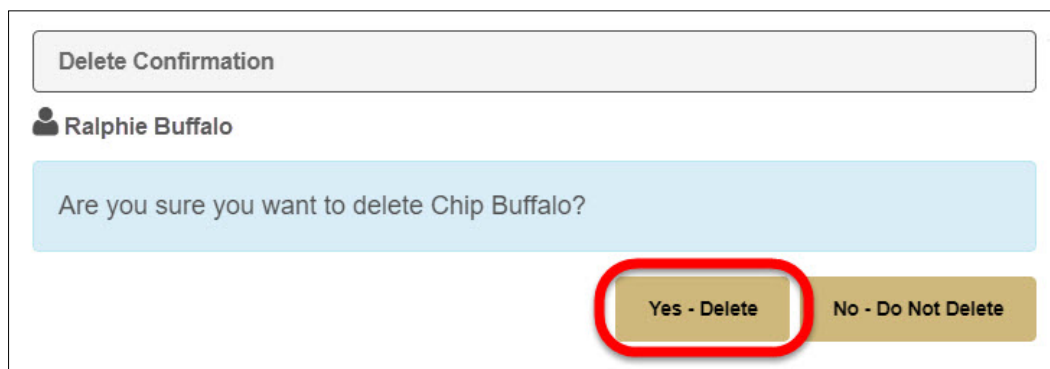 Delete Confirmation
Ralphie Buffalo
Are you sure you want to delete Chip Buffalo?
Yes - Delete
No - Do Not Delete